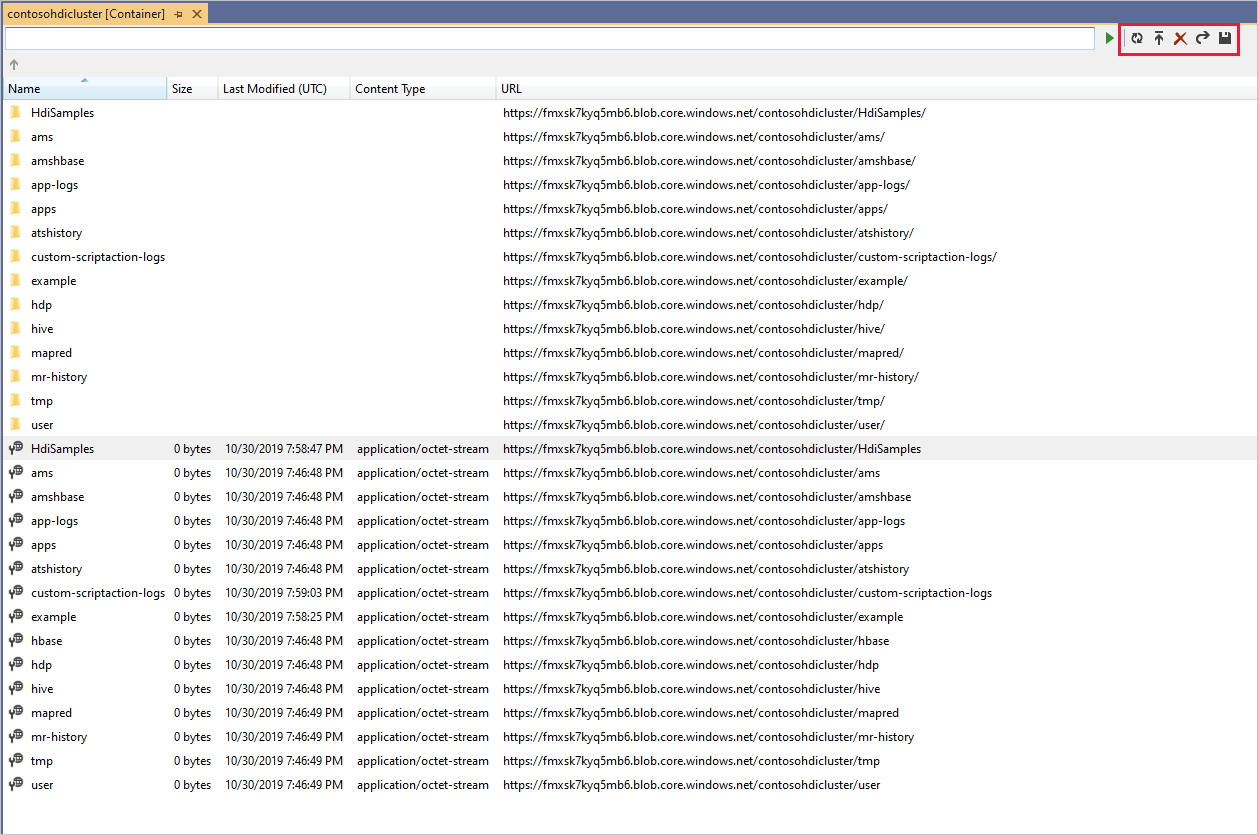 contosohdicluster [Container]
Name Size Last Modified (UTC) Content Type URL
HdiSamples https://fmxsk7kyq5mb6.blob.core.windows.net/contosohdicluster/HdiSamples/
ams https://fmxsk7kyq5mb6.blob.core.windows.net/contosohdicluster/ams/
amshbase https://fmxsk7kyq5mb6.blob.core.windows.net/contosohdicluster/amshbase/
app-logs https://fmxsk7kyq5mb6.blob.core.windows.net/contosohdicluster/app-logs/
apps https://fmxsk7kyq5mb6.blob.core.windows.net/contosohdicluster/apps/
atshistory https://fmxsk7kyq5mb6.blob.core.windows.net/contosohdicluster/atshistory/
custom-scriptaction-logs https://fmxsk7kyq5mb6.blob.core.windows.net/contosohdicluster/custom-scriptaction-logs/
example https://fmxsk7kyq5mb6.blob.core.windows.net/contosohdicluster/example/
hdp https://fmxsk7kyq5mb6.blob.core.windows.net/contosohdicluster/hdp/
hive https://fmxsk7kyq5mb6.blob.core.windows.net/contosohdicluster/hive/
mapred https://fmxsk7kyq5mb6.blob.core.windows.net/contosohdicluster/mapred/
mr-history https://fmxsk7kyq5mb6.blob.core.windows.net/contosohdicluster/mr-history/
tmp https://fmxsk7kyq5mb6.blob.core.windows.net/contosohdicluster/tmp/
user https://fmxsk7kyq5mb6.blob.core.windows.net/contosohdicluster/user/
HdiSamples 0 bytes 10/30/2019 7:58:47 PM application/octet-stream https://fmxsk7kyq5mb6.blob.core.windows.net/contosohdicluster/HdiSamples
ams 0 bytes 10/30/2019 7:46:48 PM application/octet-stream https://fmxsk7kyq5mb6.blob.core.windows.net/contosohdicluster/ams
amshbase 0 bytes 10/30/2019 7:46:48 PM application/octet-stream https://fmxsk7kyq5mb6.blob.core.windows.net/contosohdicluster/amshbase
app-logs 0 bytes 10/30/2019 7:46:48 PM application/octet-stream https://fmxsk7kyq5mb6.blob.core.windows.net/contosohdicluster/app-logs
apps 0 bytes 10/30/2019 7:46:48 PM application/octet-stream https://fmxsk7kyq5mb6.blob.core.windows.net/contosohdicluster/apps
atshistory 0 bytes 10/30/2019 7:46:48 PM application/octet-stream https://fmxsk7kyq5mb6.blob.core.windows.net/contosohdicluster/atshistory
custom-scriptaction-logs 0 bytes 10/30/2019 7:59:03 PM application/octet-stream https://fmxsk7kyq5mb6.blob.core.windows.net/contosohdicluster/custom-scriptaction-logs
example 0 bytes 10/30/2019 7:58:25 PM application/octet-stream https://fmxsk7kyq5mb6.blob.core.windows.net/contosohdicluster/example
hbase 0 bytes 10/30/2019 7:46:48 PM application/octet-stream https://fmxsk7kyq5mb6.blob.core.windows.net/contosohdicluster/hbase
hdp 0 bytes 10/30/2019 7:46:48 PM application/octet-stream https://fmxsk7kyq5mb6.blob.core.windows.net/contosohdicluster/hdp
hive 0 bytes 10/30/2019 7:46:48 PM application/octet-stream https://fmxsk7kyq5mb6.blob.core.windows.net/contosohdicluster/hive
mapred 0 bytes 10/30/2019 7:46:49 PM application/octet-stream https://fmxsk7kyq5mb6.blob.core.windows.net/contosohdicluster/mapred
mr-history 0 bytes 10/30/2019 7:46:49 PM application/octet-stream https://fmxsk7kyq5mb6.blob.core.windows.net/contosohdicluster/mr-history
tmp 0 bytes 10/30/2019 7:46:49 PM application/octet-stream https://fmxsk7kyq5mb6.blob.core.windows.net/contosohdicluster/tmp
user 0 bytes 10/30/2019 7:46:49 PM application/octet-stream https://fmxsk7kyq5mb6.blob.core.windows.net/contosohdicluster/user